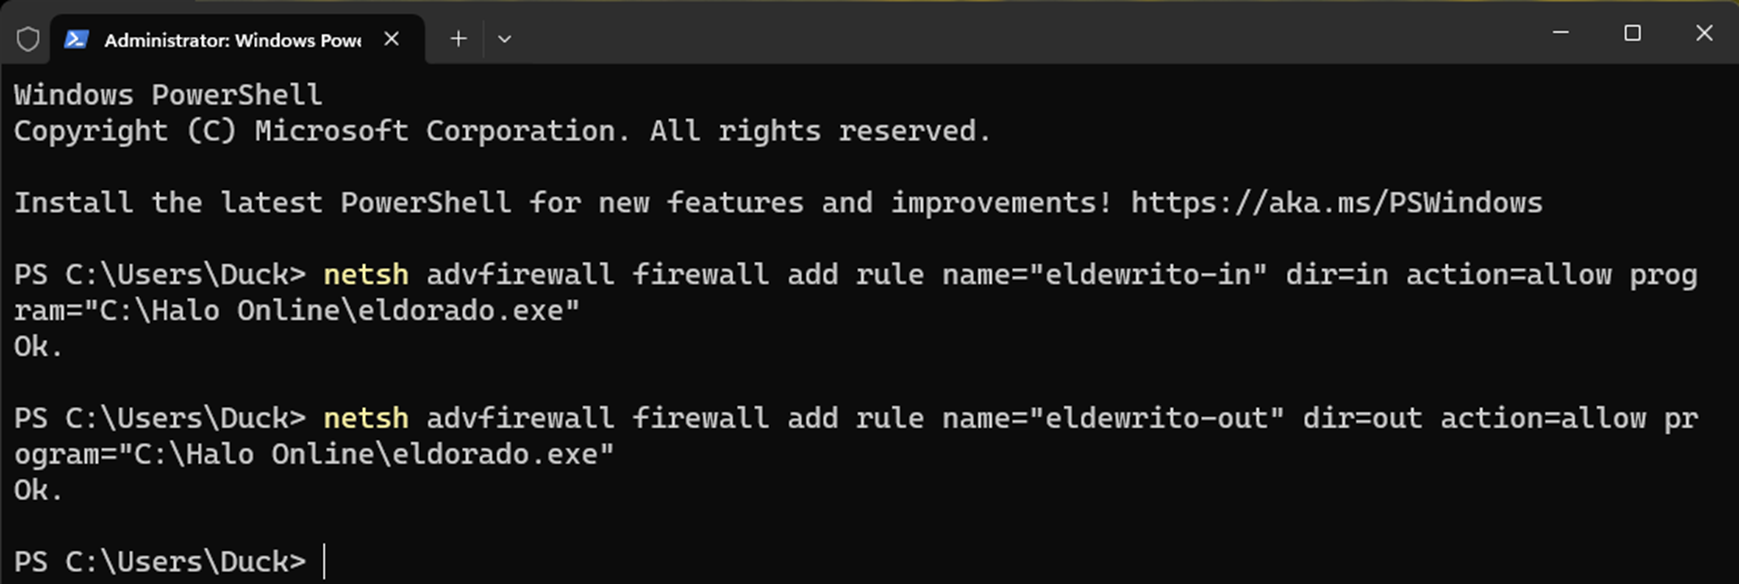 Administrator: Windows Powe
Windows PowerShell
Copyright (C) Microsoft Corporation. All rights reserved.
Install the latest PowerShell for new features and improvements! https://aka.ms/PSWindows
PS C:\Users\Duck> netsh advfirewall firewall add rule name="eldewrito-in" dir=in action=allow prog
ram="C:\Halo Online\eldorado.exe"
Ok.
PS C:\Users\Duck> netsh advfirewall firewall add rule name="eldewrito-out" dir=out action=allow pr
ogram="C:\Halo Online\eldorado.exe"
Ok.
PS C:\Users\Duck>